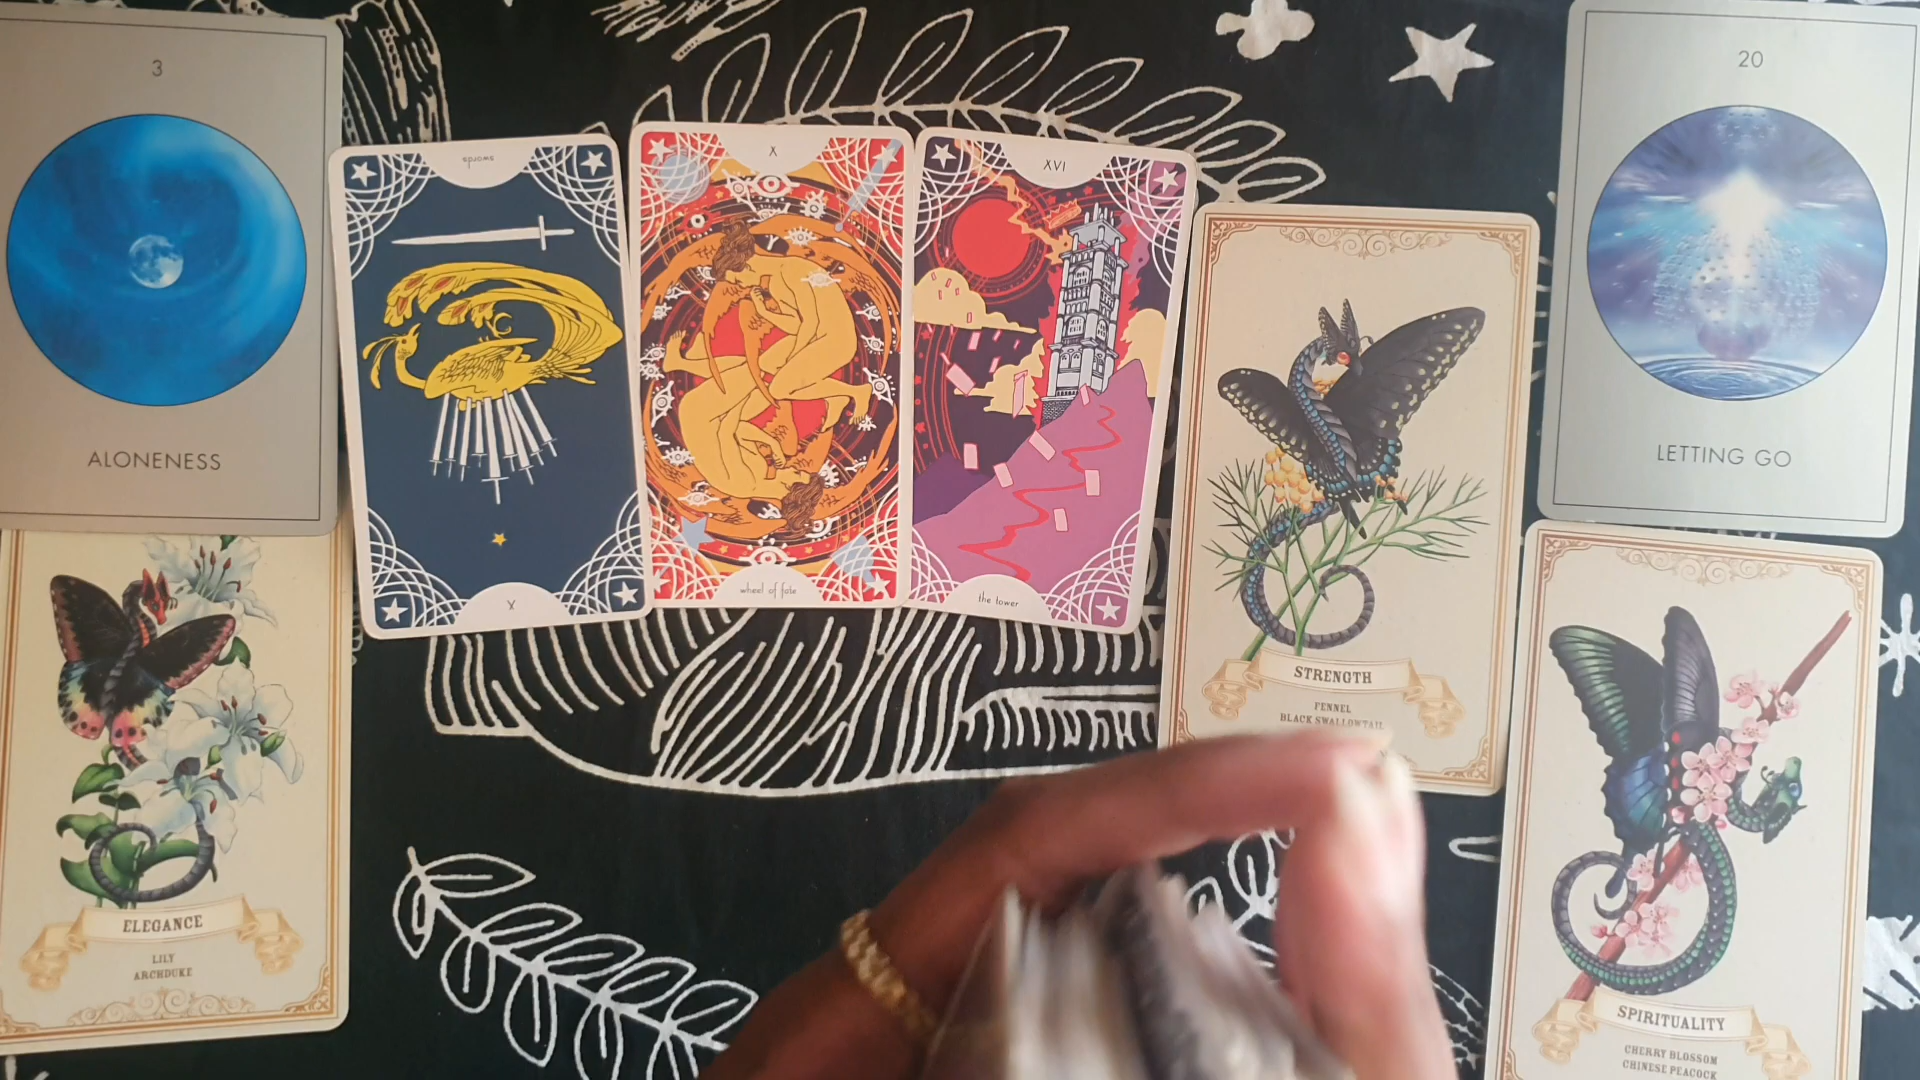 3
ALONENESS
swords
X
X
wheel of fate
XVI
the tower
STRENGTH
FENNEL
BLACK SWALLOWTAIL
20
LETTING GO
ELEGANCE
LILY
ARCHDUKE
SPIRITUALITY
CHERRY BLOSSOM
CHINESE PEACOCK